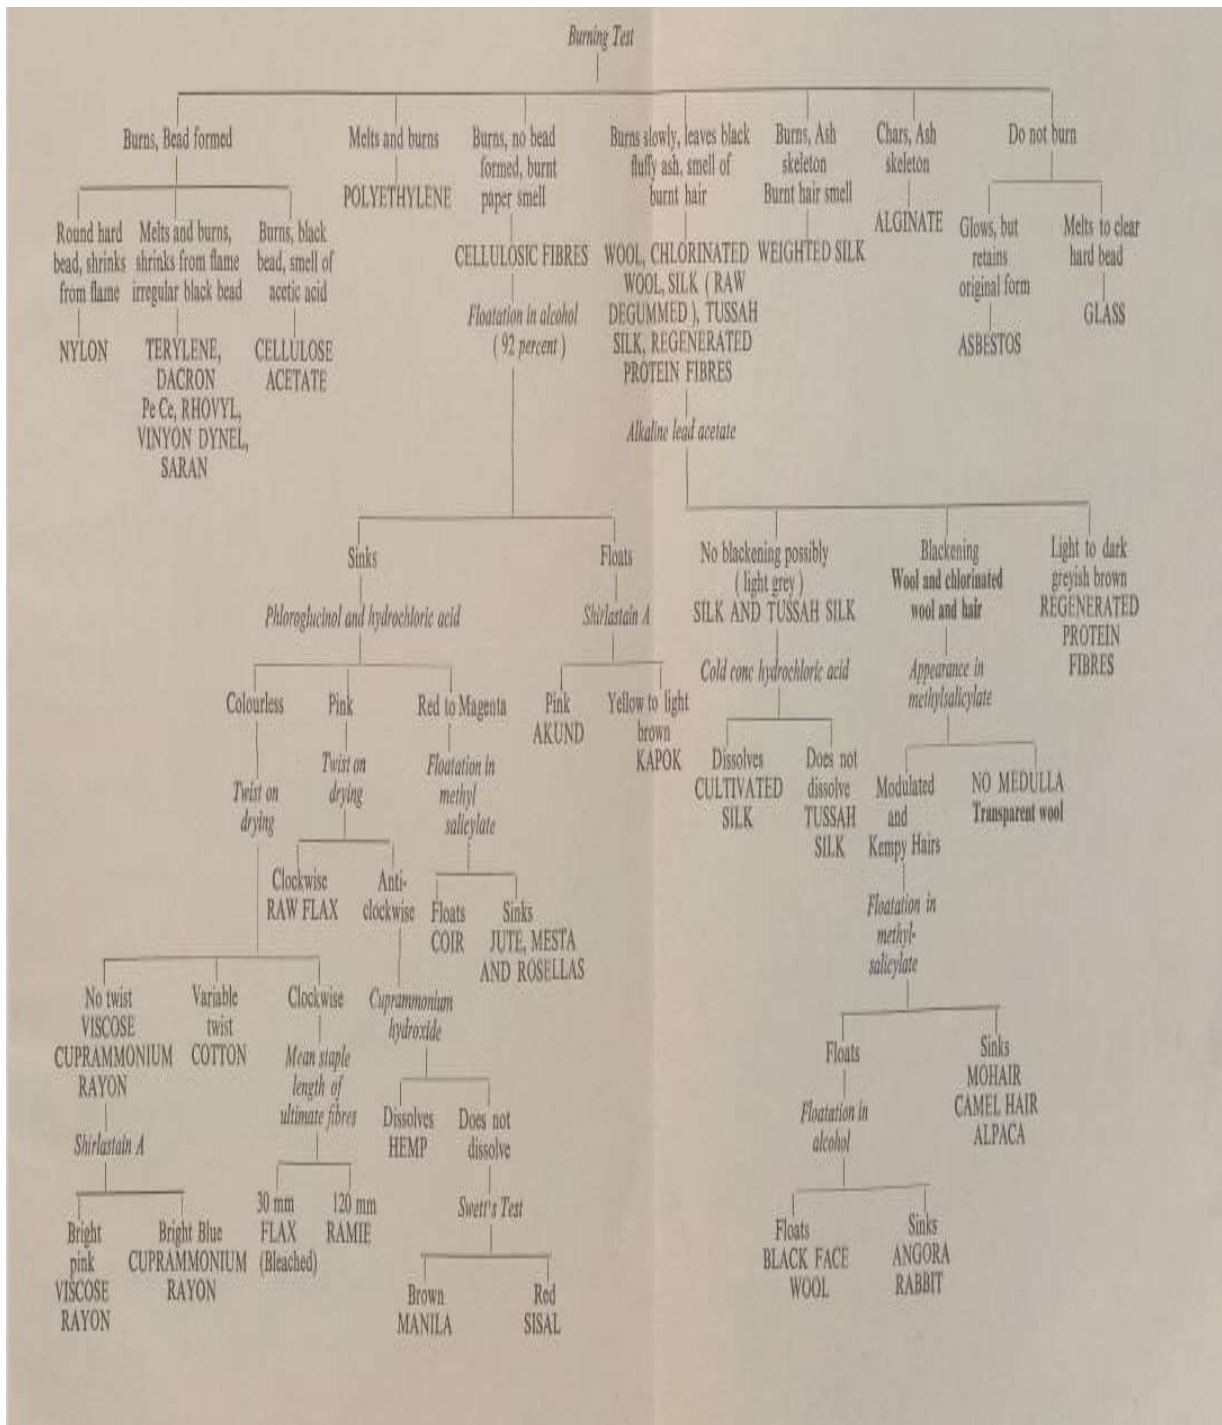 Burning Test
Burns, Bead formed
Melts and burns
POLYETHYLENE
Burns, no bead
formed, burnt
paper smell
Burns slowly, leaves black
fluffy ash, smell of
burnt hair
Burns, Ash
skeleton
Burnt hair smell
Chars, Ash
skeleton
ALGINATE
Do not burn
Round hard
bead, shrinks
from flame
NYLON
Melts and burns,
shrinks from flame
irregular black bead
TERYLENE,
DACRON
Pe Ce, RHOVYL,
VINYON DYNEL,
SARAN
Burns, black
bead, smell of
acetic acid
CELLULOSE
ACETATE
CELLULOSIC FIBRES
Floatation in alcohol
( 92 percent )
WOOL, CHLORINATED
WOOL, SILK ( RAW
DEGUMMED ), TUSSAH
SILK, REGENERATED
PROTEIN FIBRES
Alkaline lead acetate
WEIGHTED SILK
Glows, but
retains
original form
ASBESTOS
Melts to clear
hard bead
GLASS
Sinks
Phloroglucinol and hydrochloric acid
Floats
Shirlastain A
No blackening possibly
( light grey )
SILK AND TUSSAH SILK
Cold conc hydrochloric acid
Blackening
Wool and chlorinated
wool and hair
Appearance in
methylsalicylate
Light to dark
greyish brown
REGENERATED
PROTEIN
FIBRES
Colourless
Twist on
drying
Pink
Twist on
drying
Red to Magenta
Floatation in
methyl
salicylate
Pink
AKUND
Yellow to light
brown
KAPOK
Dissolves
CULTIVATED
SILK
Does not
dissolve
TUSSAH
SILK
Modulated
and
Kempy Hairs
Floatation in
methyl-
salicylate
NO MEDULLA
Transparent wool
Clockwise
RAW FLAX
Anti-
clockwise
Cuprammonium
hydroxide
Floats
COIR
Sinks
JUTE, MESTA
AND ROSELLAS
No twist
VISCOSE
CUPRAMMONIUM
RAYON
Shirlastain A
Variable
twist
COTTON
Clockwise
Mean staple
length of
ultimate fibres
Dissolves
HEMP
Does not
dissolve
Swett's Test
Floats
Floatation in
alcohol
Sinks
MOHAIR
CAMEL HAIR
ALPACA
Bright
pink
VISCOSE
RAYON
Bright Blue
CUPRAMMONIUM
RAYON
30 mm
FLAX
(Bleached)
120 mm
RAMIE
Brown
MANILA
Red
SISAL
Floats
BLACK FACE
WOOL
Sinks
ANGORA
RABBIT